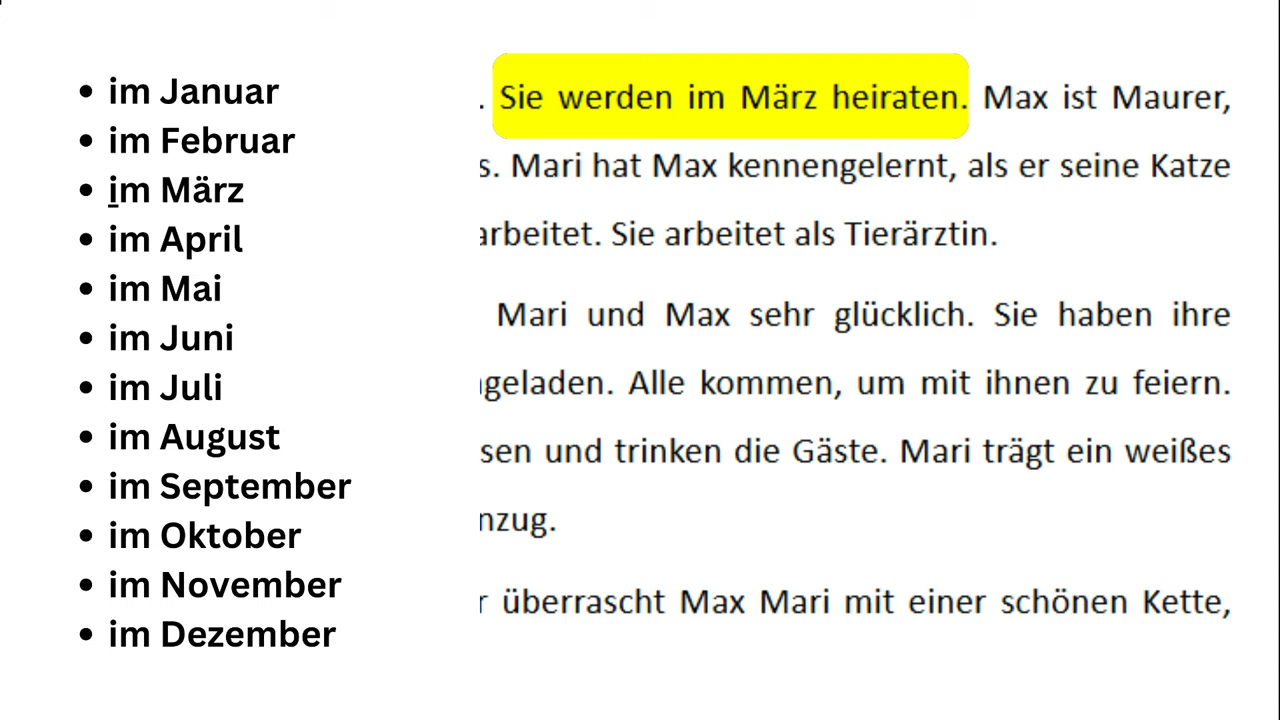 • im Januar
• im Februar
• im März
• im April
• im Mai
• im Juni
• im Juli
• im August
• im September
• im Oktober
• im November
• im Dezember
. Sie werden im März heiraten. Max ist Maurer,
s. Mari hat Max kennengelernt, als er seine Katze
arbeitet. Sie arbeitet als Tierärztin.
Mari und Max sehr glücklich. Sie haben ihre
geladen. Alle kommen, um mit ihnen zu feiern.
sen und trinken die Gäste. Mari trägt ein weißes
nzug.
r überrascht Max Mari mit einer schönen Kette,